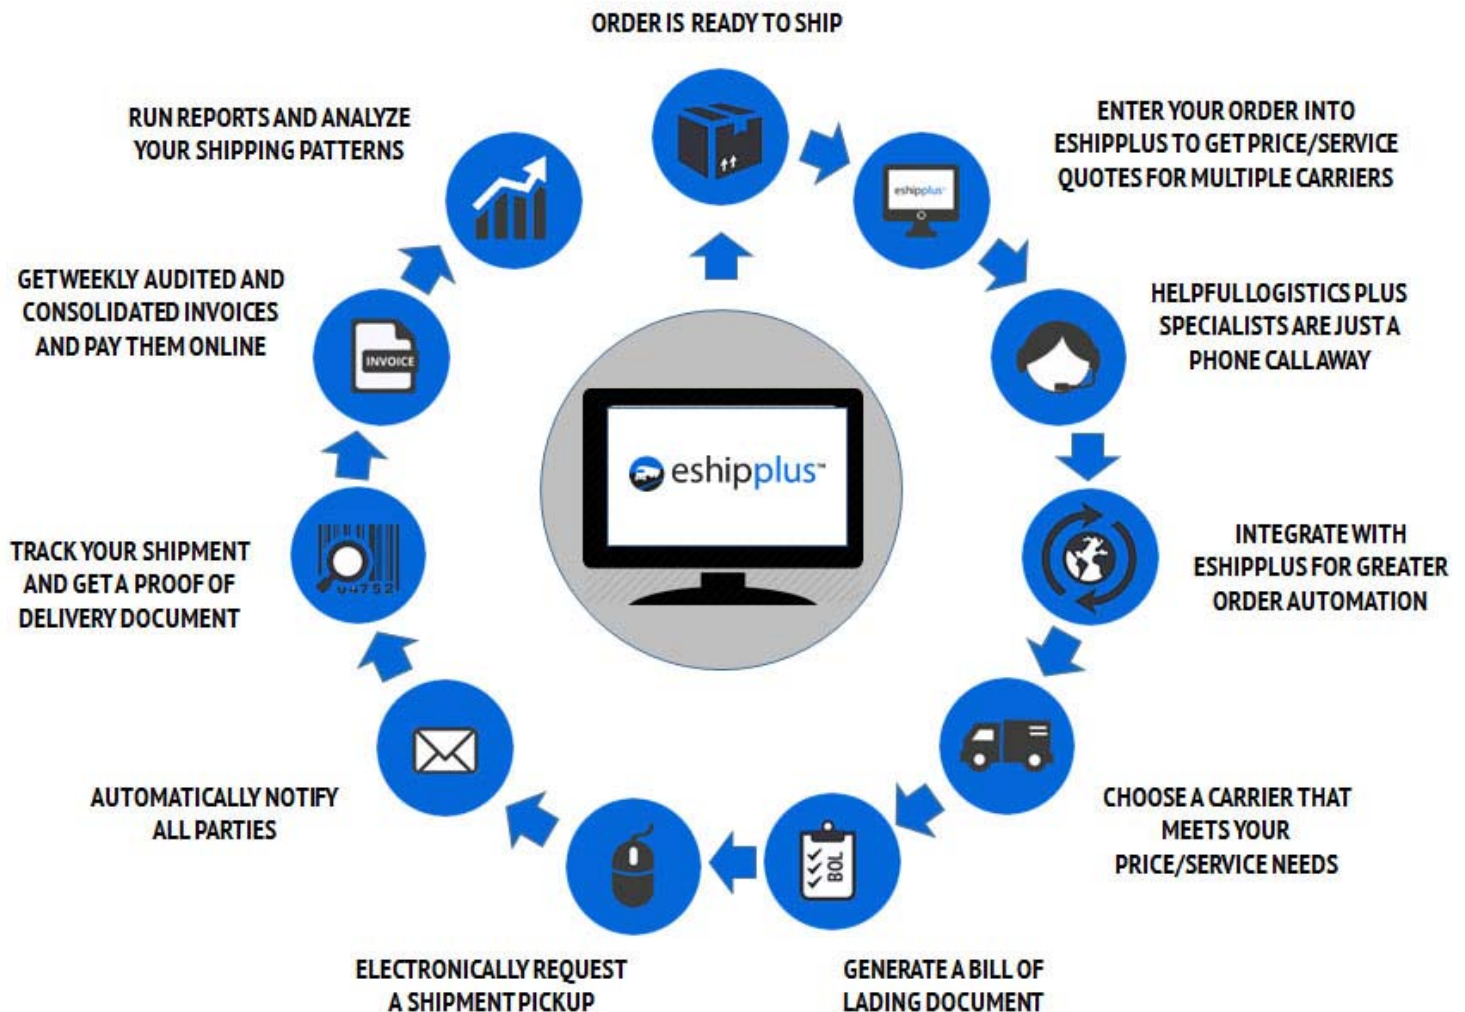 ORDER IS READY TO SHIP
ENTER YOUR ORDER INTO
ESHIPPLUS TO GET PRICE/SERVICE
QUOTES FOR MULTIPLE CARRIERS
eshipplus™
HELPFUL LOGISTICS PLUS
SPECIALISTS ARE JUST A
PHONE CALL AWAY
INTEGRATE WITH
ESHIPPLUS FOR GREATER
ORDER AUTOMATION
CHOOSE A CARRIER THAT
MEETS YOUR
PRICE/SERVICE NEEDS
BOL
GENERATE A BILL OF
LADING DOCUMENT
ELECTRONICALLY REQUEST
A SHIPMENT PICKUP
AUTOMATICALLY NOTIFY
ALL PARTIES
TRACK YOUR SHIPMENT
AND GET A PROOF OF
DELIVERY DOCUMENT
04752
GET WEEKLY AUDITED AND
CONSOLIDATED INVOICES
AND PAY THEM ONLINE
INVOICE
RUN REPORTS AND ANALYZE
YOUR SHIPPING PATTERNS
eshipplus™